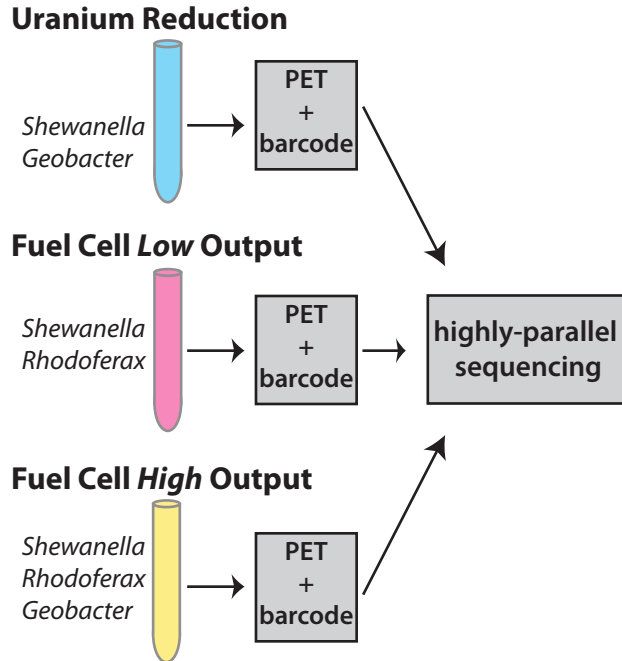 Uranium Reduction
Shewanella
Geobacter
PET
+
barcode
Fuel Cell Low Output
Shewanella
Rhodoferax
PET
+
barcode
highly-parallel
sequencing
Fuel Cell High Output
Shewanella
Rhodoferax
Geobacter
PET
+
barcode